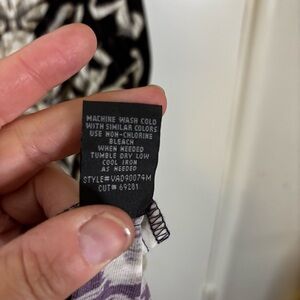 MACHINE WASH COLD
WITH SIMILAR COLORS
USE NON-CHLORINE
BLEACH
WHEN NEEDED
TUMBLE DRY LOW
COOL IRON
AS NEEDED
STYLE# VAD90074M
CUT# 69281